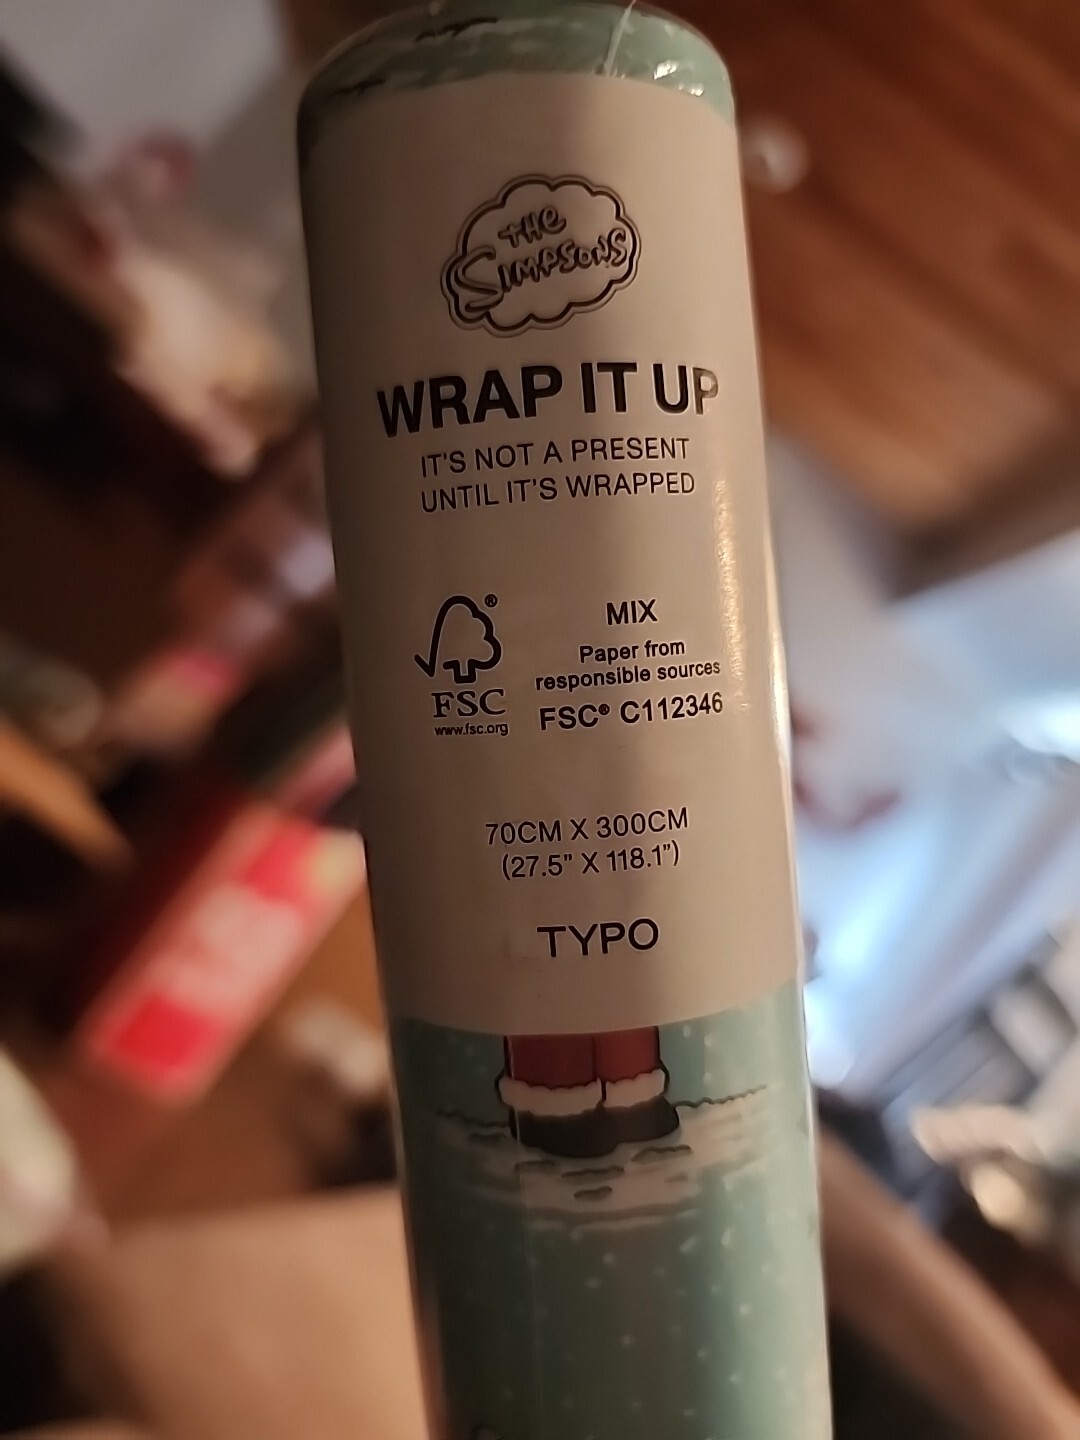 THE
SIMPSONS
WRAP IT UP
IT'S NOT A PRESENT
UNTIL IT'S WRAPPED
®
FSC
www.fsc.org
MIX
Paper from
responsible sources
FSC® C112346
70CM X 300CM
(27.5" X 118.1")
TYPO